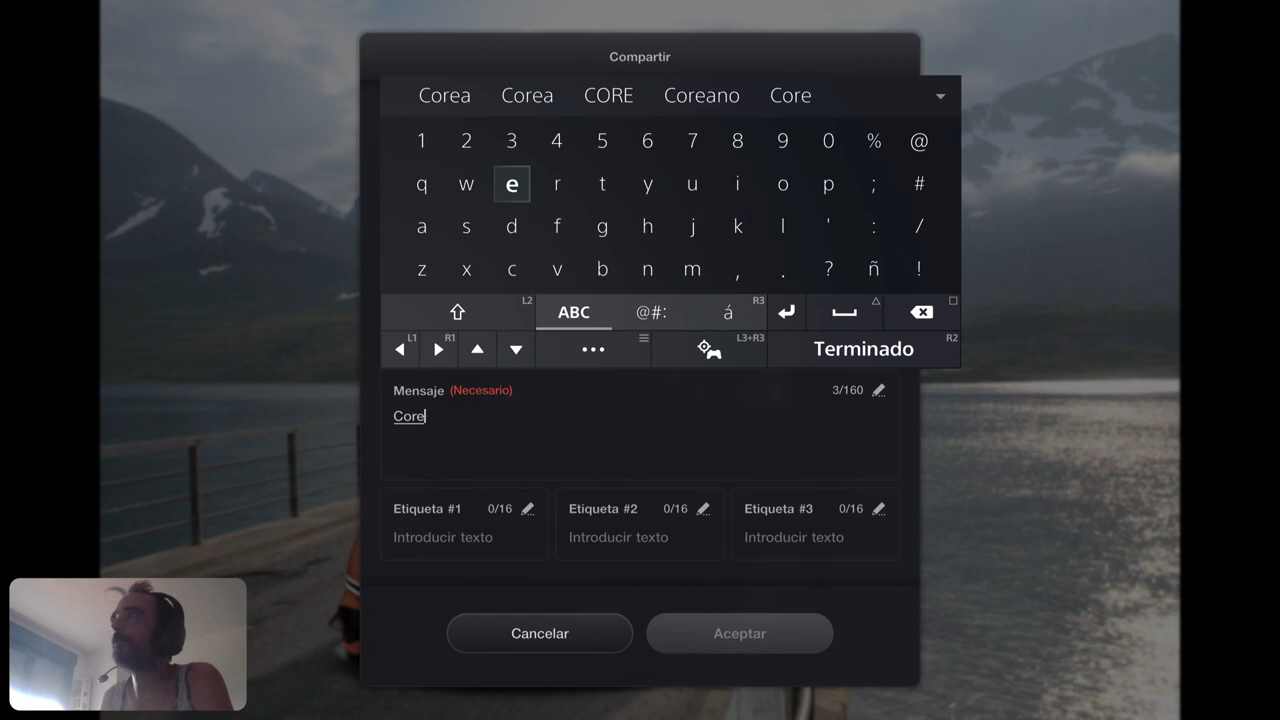 Compartir
Corea Corea CORE Coreano Core
1 2 3 4 5 6 7 8 9 0 % @
q w e r t y u i o p ; #
a s d f g h j k l ' : /
z x c v b n m , . ? ñ !
L2 ABC @#: á R3
L1 R1 ••• L3+R3 Terminado R2
Mensaje (Necesario) 3/160
Core
Etiqueta #1 0/16 Etiqueta #2 0/16 Etiqueta #3 0/16
Introducir texto Introducir texto Introducir texto
Cancelar Aceptar